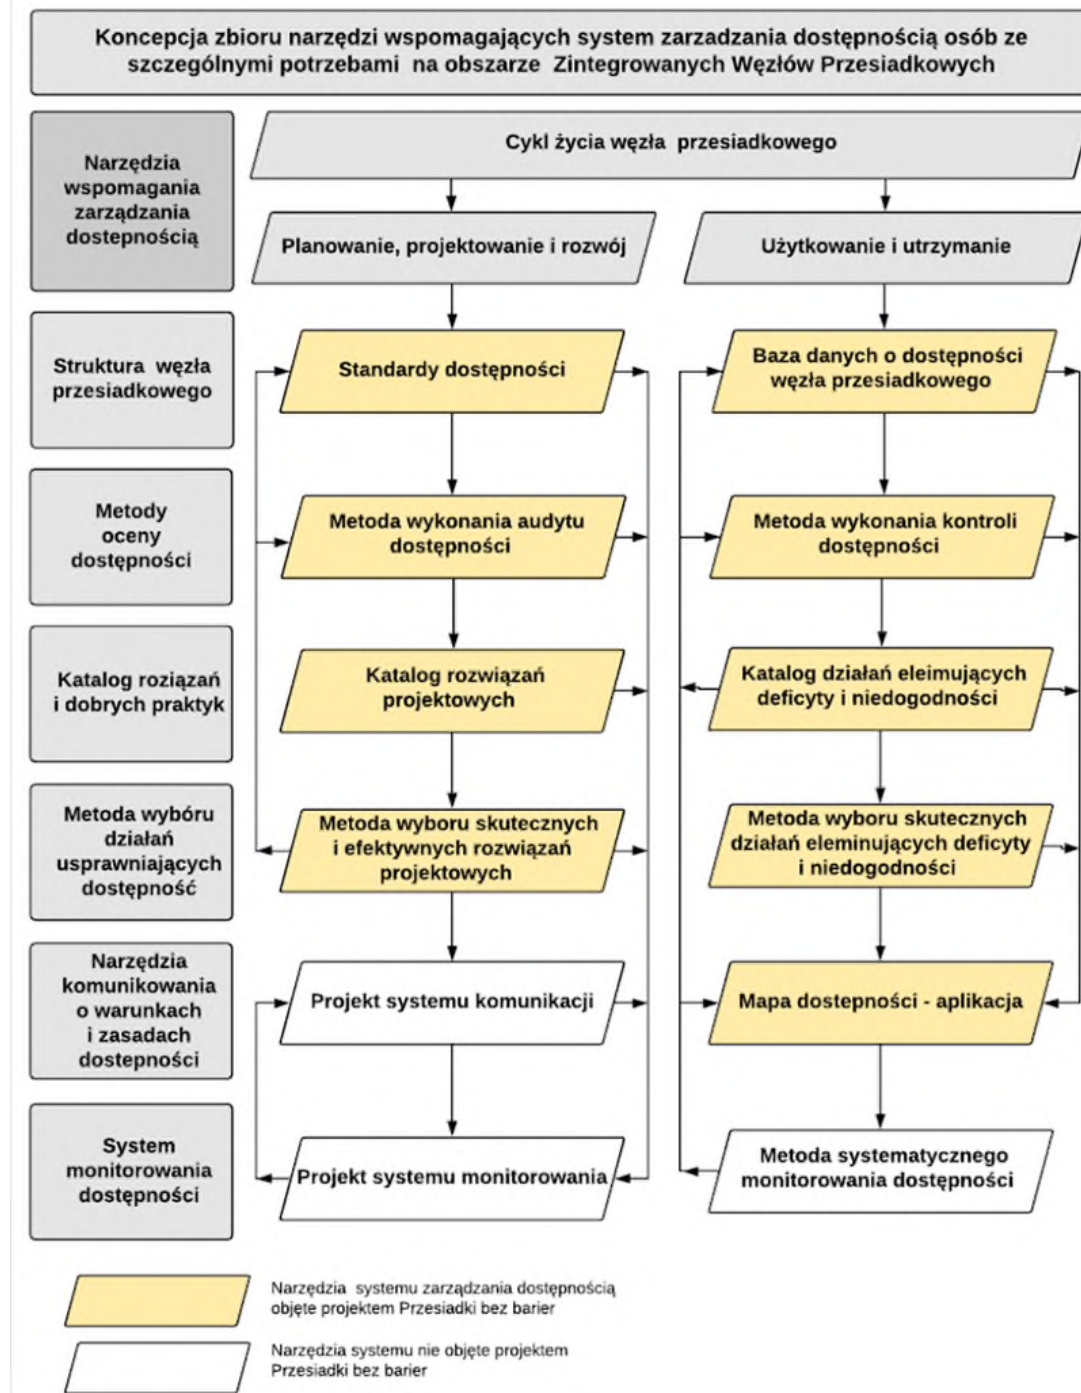 Koncepcja zbioru narzędzi wspomagających system zarzadzania dostępnością osób ze
szczególnymi potrzebami na obszarze Zintegrowanych Węzłów Przesiadkowych
Narzędzia
wspomagania
zarządzania
dostepnością
Cykl życia węzła przesiadkowego
Planowanie, projektowanie i rozwój
Użytkowanie i utrzymanie
Struktura węzła
przesiadkowego
Standardy dostępności
Baza danych o dostępności
węzła przesiadkowego
Metody
oceny
dostępności
Metoda wykonania audytu
dostępności
Metoda wykonania kontroli
dostępności
Katalog roziązań
i dobrych praktyk
Katalog rozwiązań
projektowych
Katalog działań eleimujących
deficyty i niedogodności
Metoda wybóru
działań
usprawniających
dostępność
Metoda wyboru skutecznych
i efektywnych rozwiązań
projektowych
Metoda wyboru skutecznych
działań eleminujących deficyty
i niedogodności
Narzędzia
komunikowania
o warunkach
i zasadach
dostepności
Projekt systemu komunikacji
Mapa dostepności - aplikacja
System
monitorowania
dostępności
Projekt systemu monitorowania
Metoda systematycznego
monitorowania dostępności
Narzędzia systemu zarządzania dostępnością
objęte projektem Przesiadki bez barier
Narzędzia systemu nie objęte projektem
Przesiadki bez barier